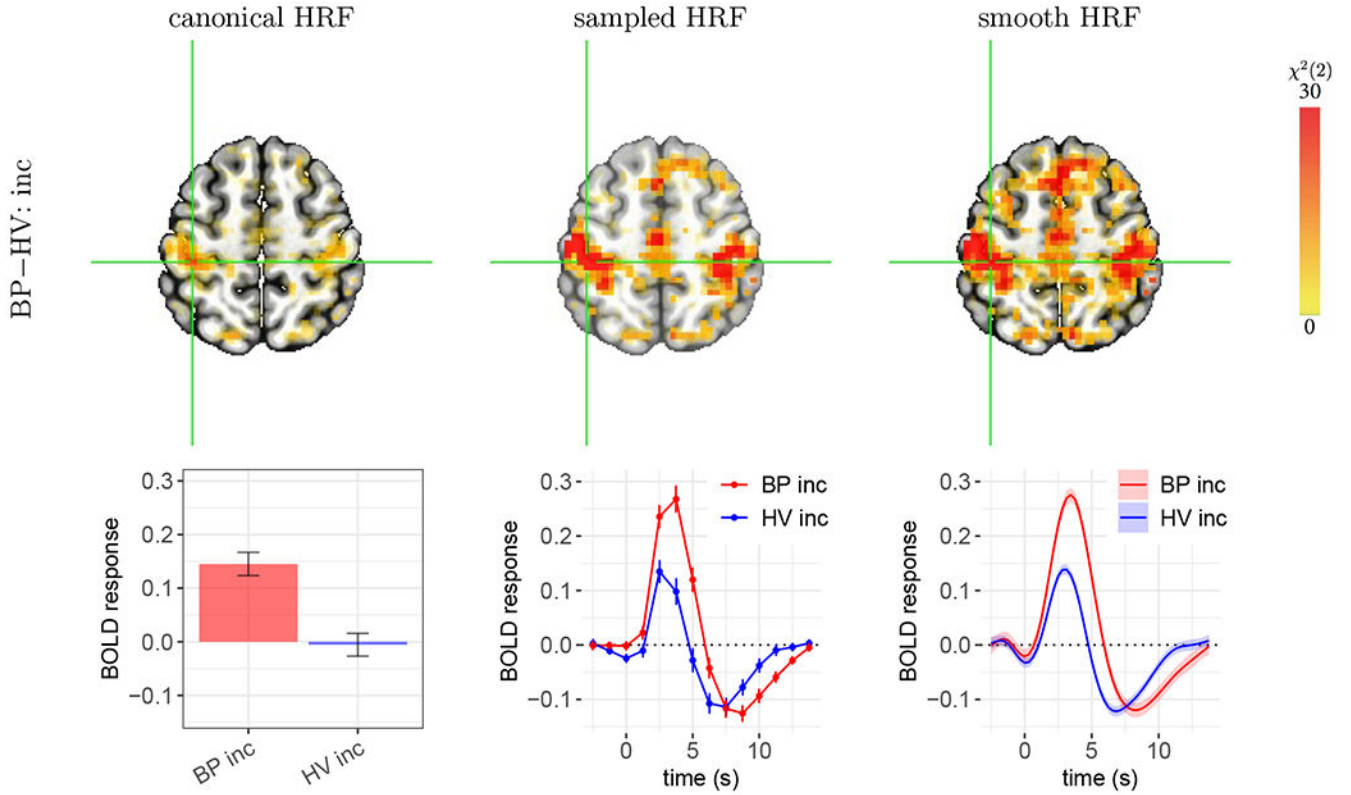 canonical HRF
sampled HRF
smooth HRF
χ²(2)
30
0
BP−HV: inc
BOLD response
0.3
0.2
0.1
0.0
−0.1
BP inc
HV inc
BOLD response
0.3
0.2
0.1
0.0
−0.1
BP inc
HV inc
0
5
10
time (s)
BOLD response
0.3
0.2
0.1
0.0
−0.1
BP inc
HV inc
0
5
10
time (s)